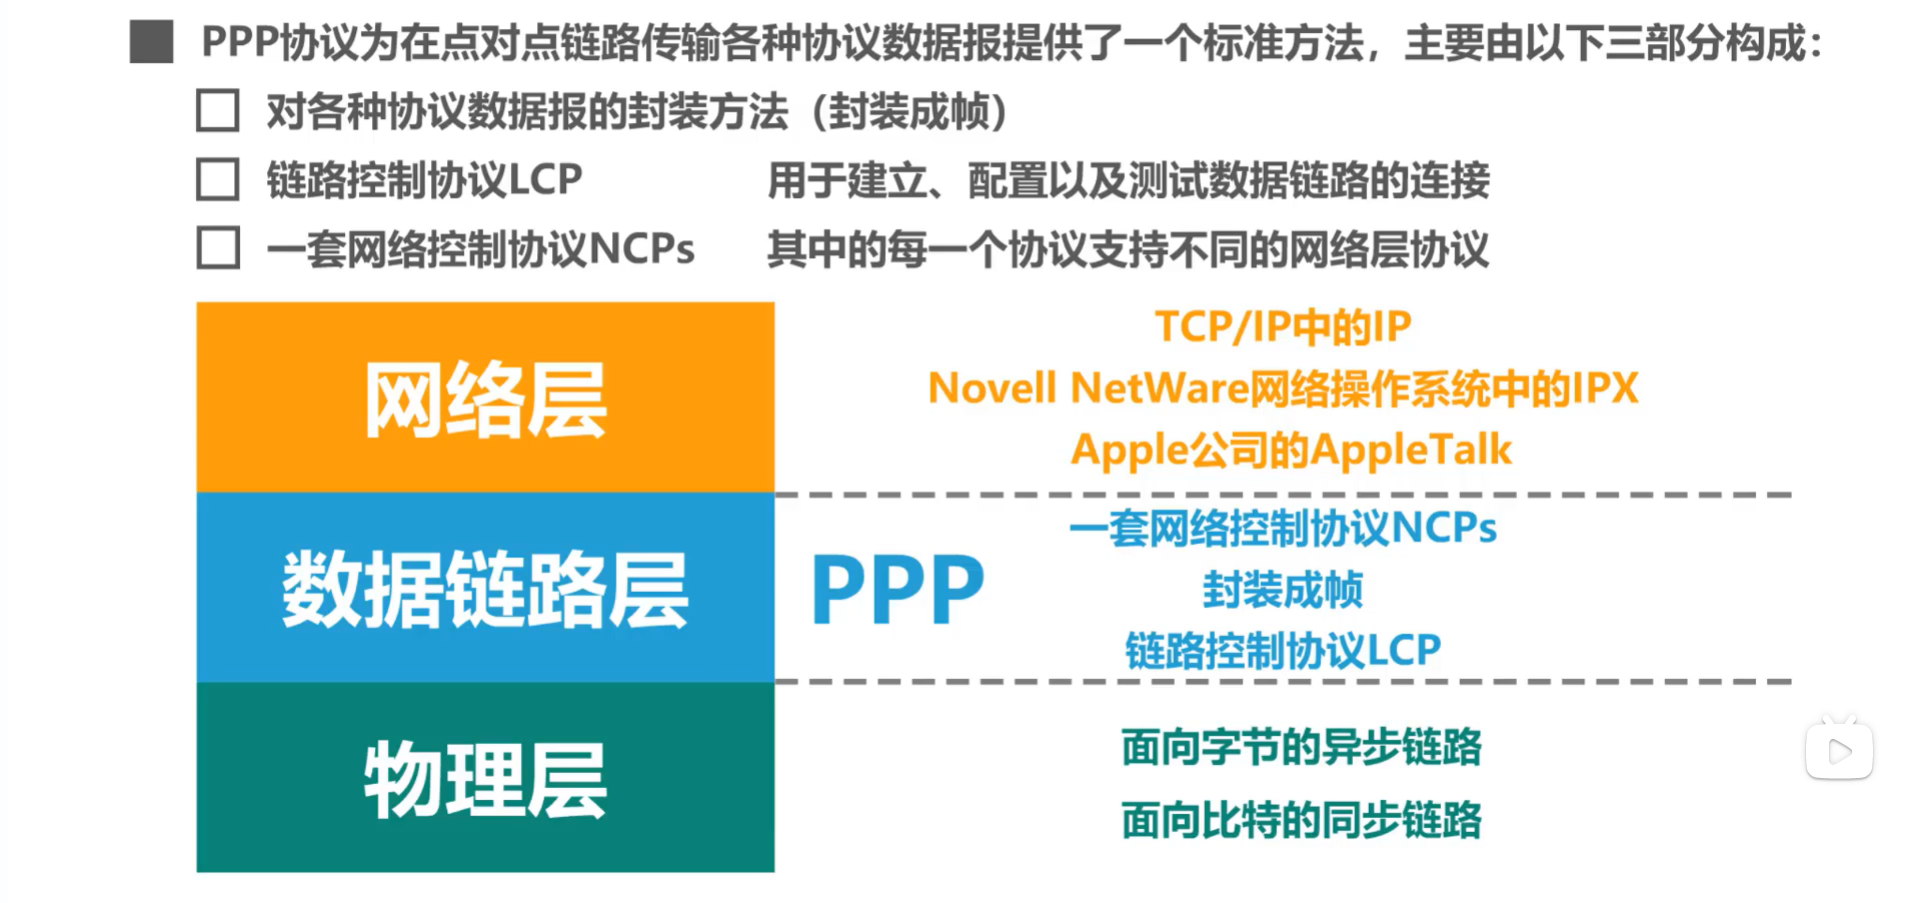 PPP协议为在点对点链路传输各种协议数据报提供了一个标准方法，主要由以下三部分构成：
对各种协议数据报的封装方法（封装成帧）
链路控制协议LCP 用于建立、配置以及测试数据链路的连接
一套网络控制协议NCPs 其中的每一个协议支持不同的网络层协议
网络层
TCP/IP中的IP
Novell NetWare网络操作系统中的IPX
Apple公司的AppleTalk
数据链路层
PPP
一套网络控制协议NCPs
封装成帧
链路控制协议LCP
物理层
面向字节的异步链路
面向比特的同步链路